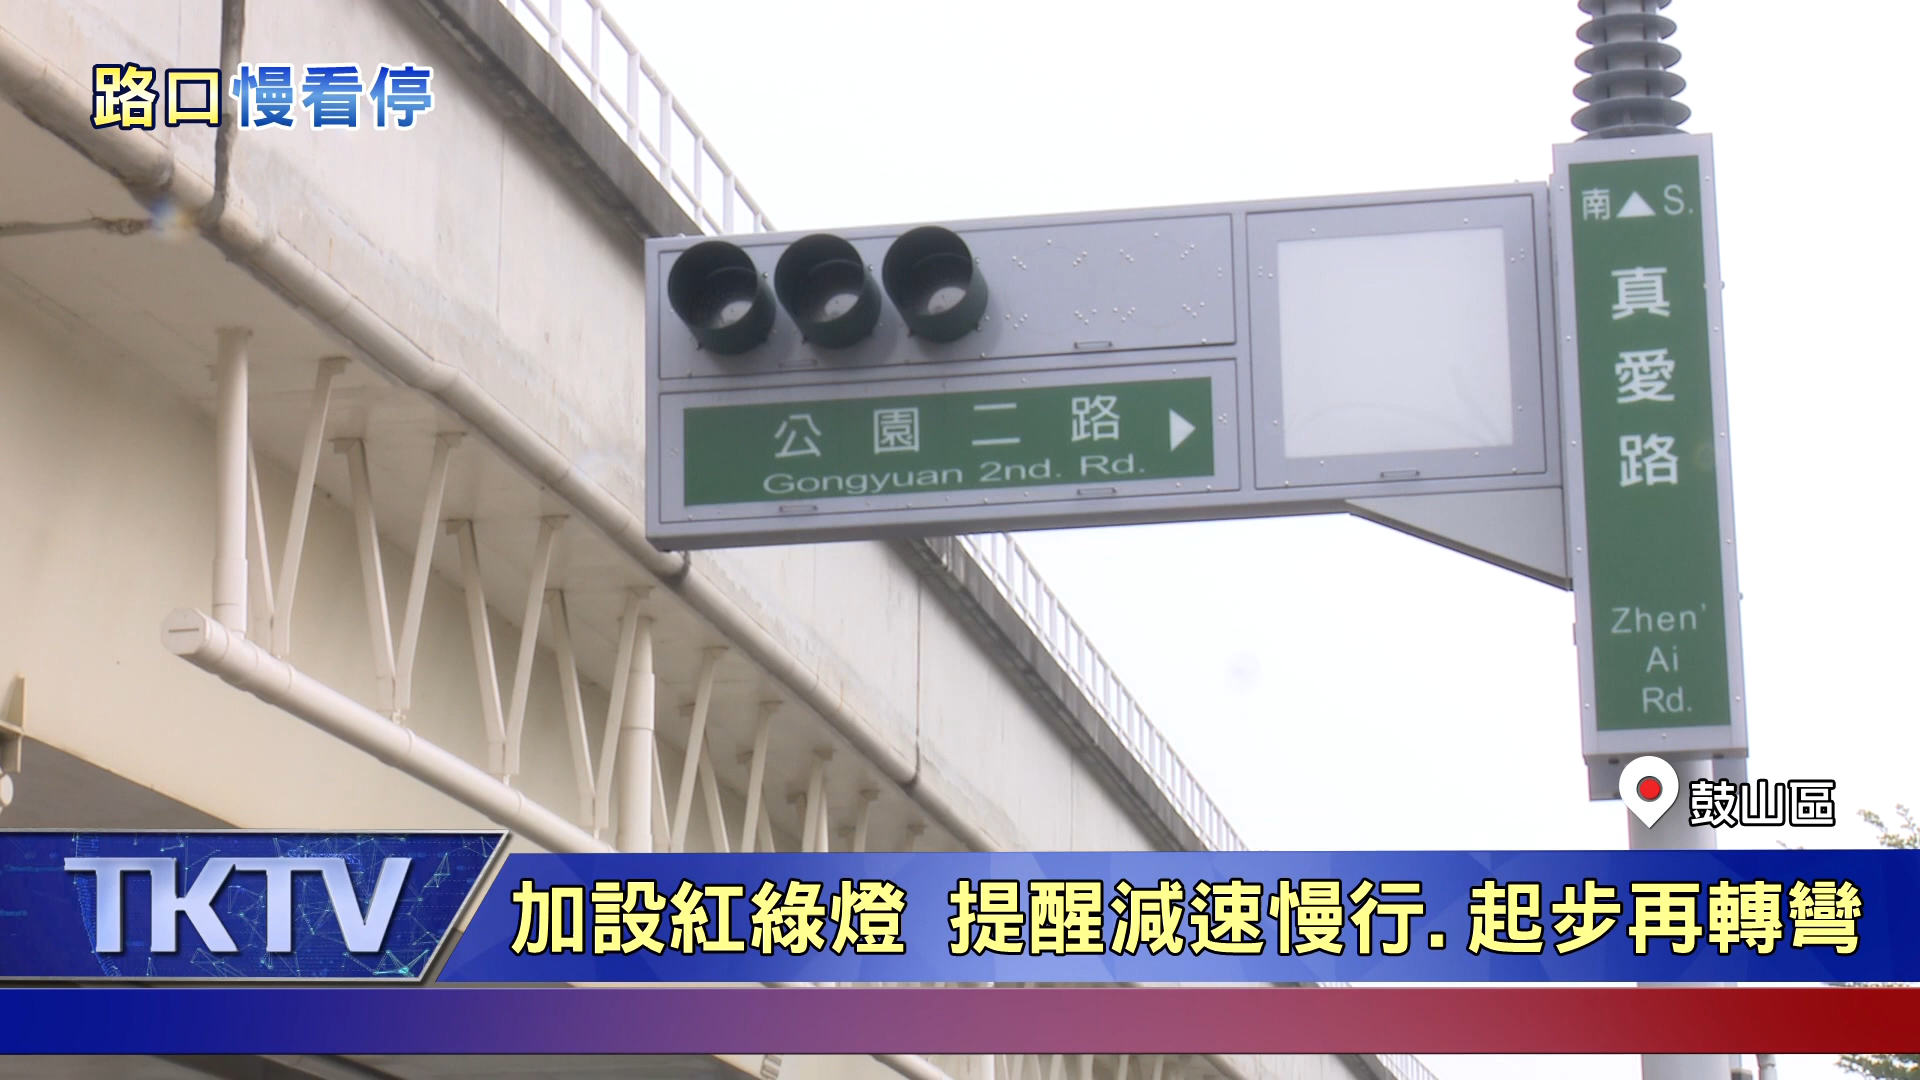 路口慢看停
南▲S.
真愛路
Zhen'
Ai
Rd.
公園二路
Gongyuan 2nd. Rd.
鼓山區
TKTV
加設紅綠燈 提醒減速慢行.起步再轉彎